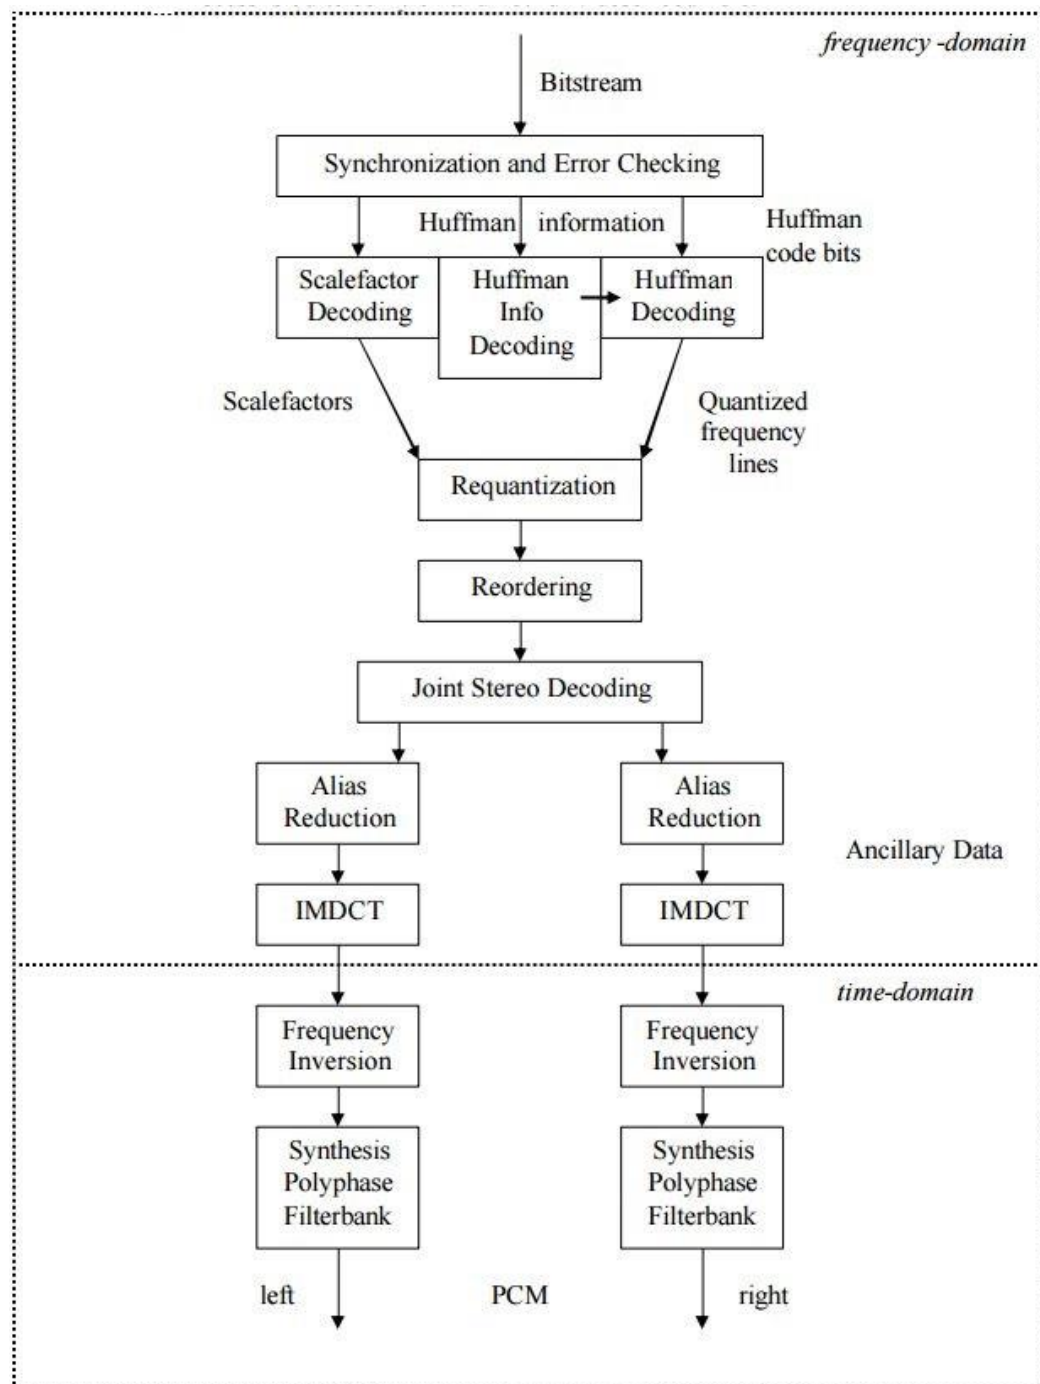 frequency -domain
Bitstream
Synchronization and Error Checking
Huffman information
Huffman
code bits
Scalefactor
Decoding
Huffman
Info
Decoding
Huffman
Decoding
Scalefactors
Quantized
frequency
lines
Requantization
Reordering
Joint Stereo Decoding
Alias
Reduction
Alias
Reduction
Ancillary Data
IMDCT
IMDCT
time-domain
Frequency
Inversion
Frequency
Inversion
Synthesis
Polyphase
Filterbank
Synthesis
Polyphase
Filterbank
left
PCM
right